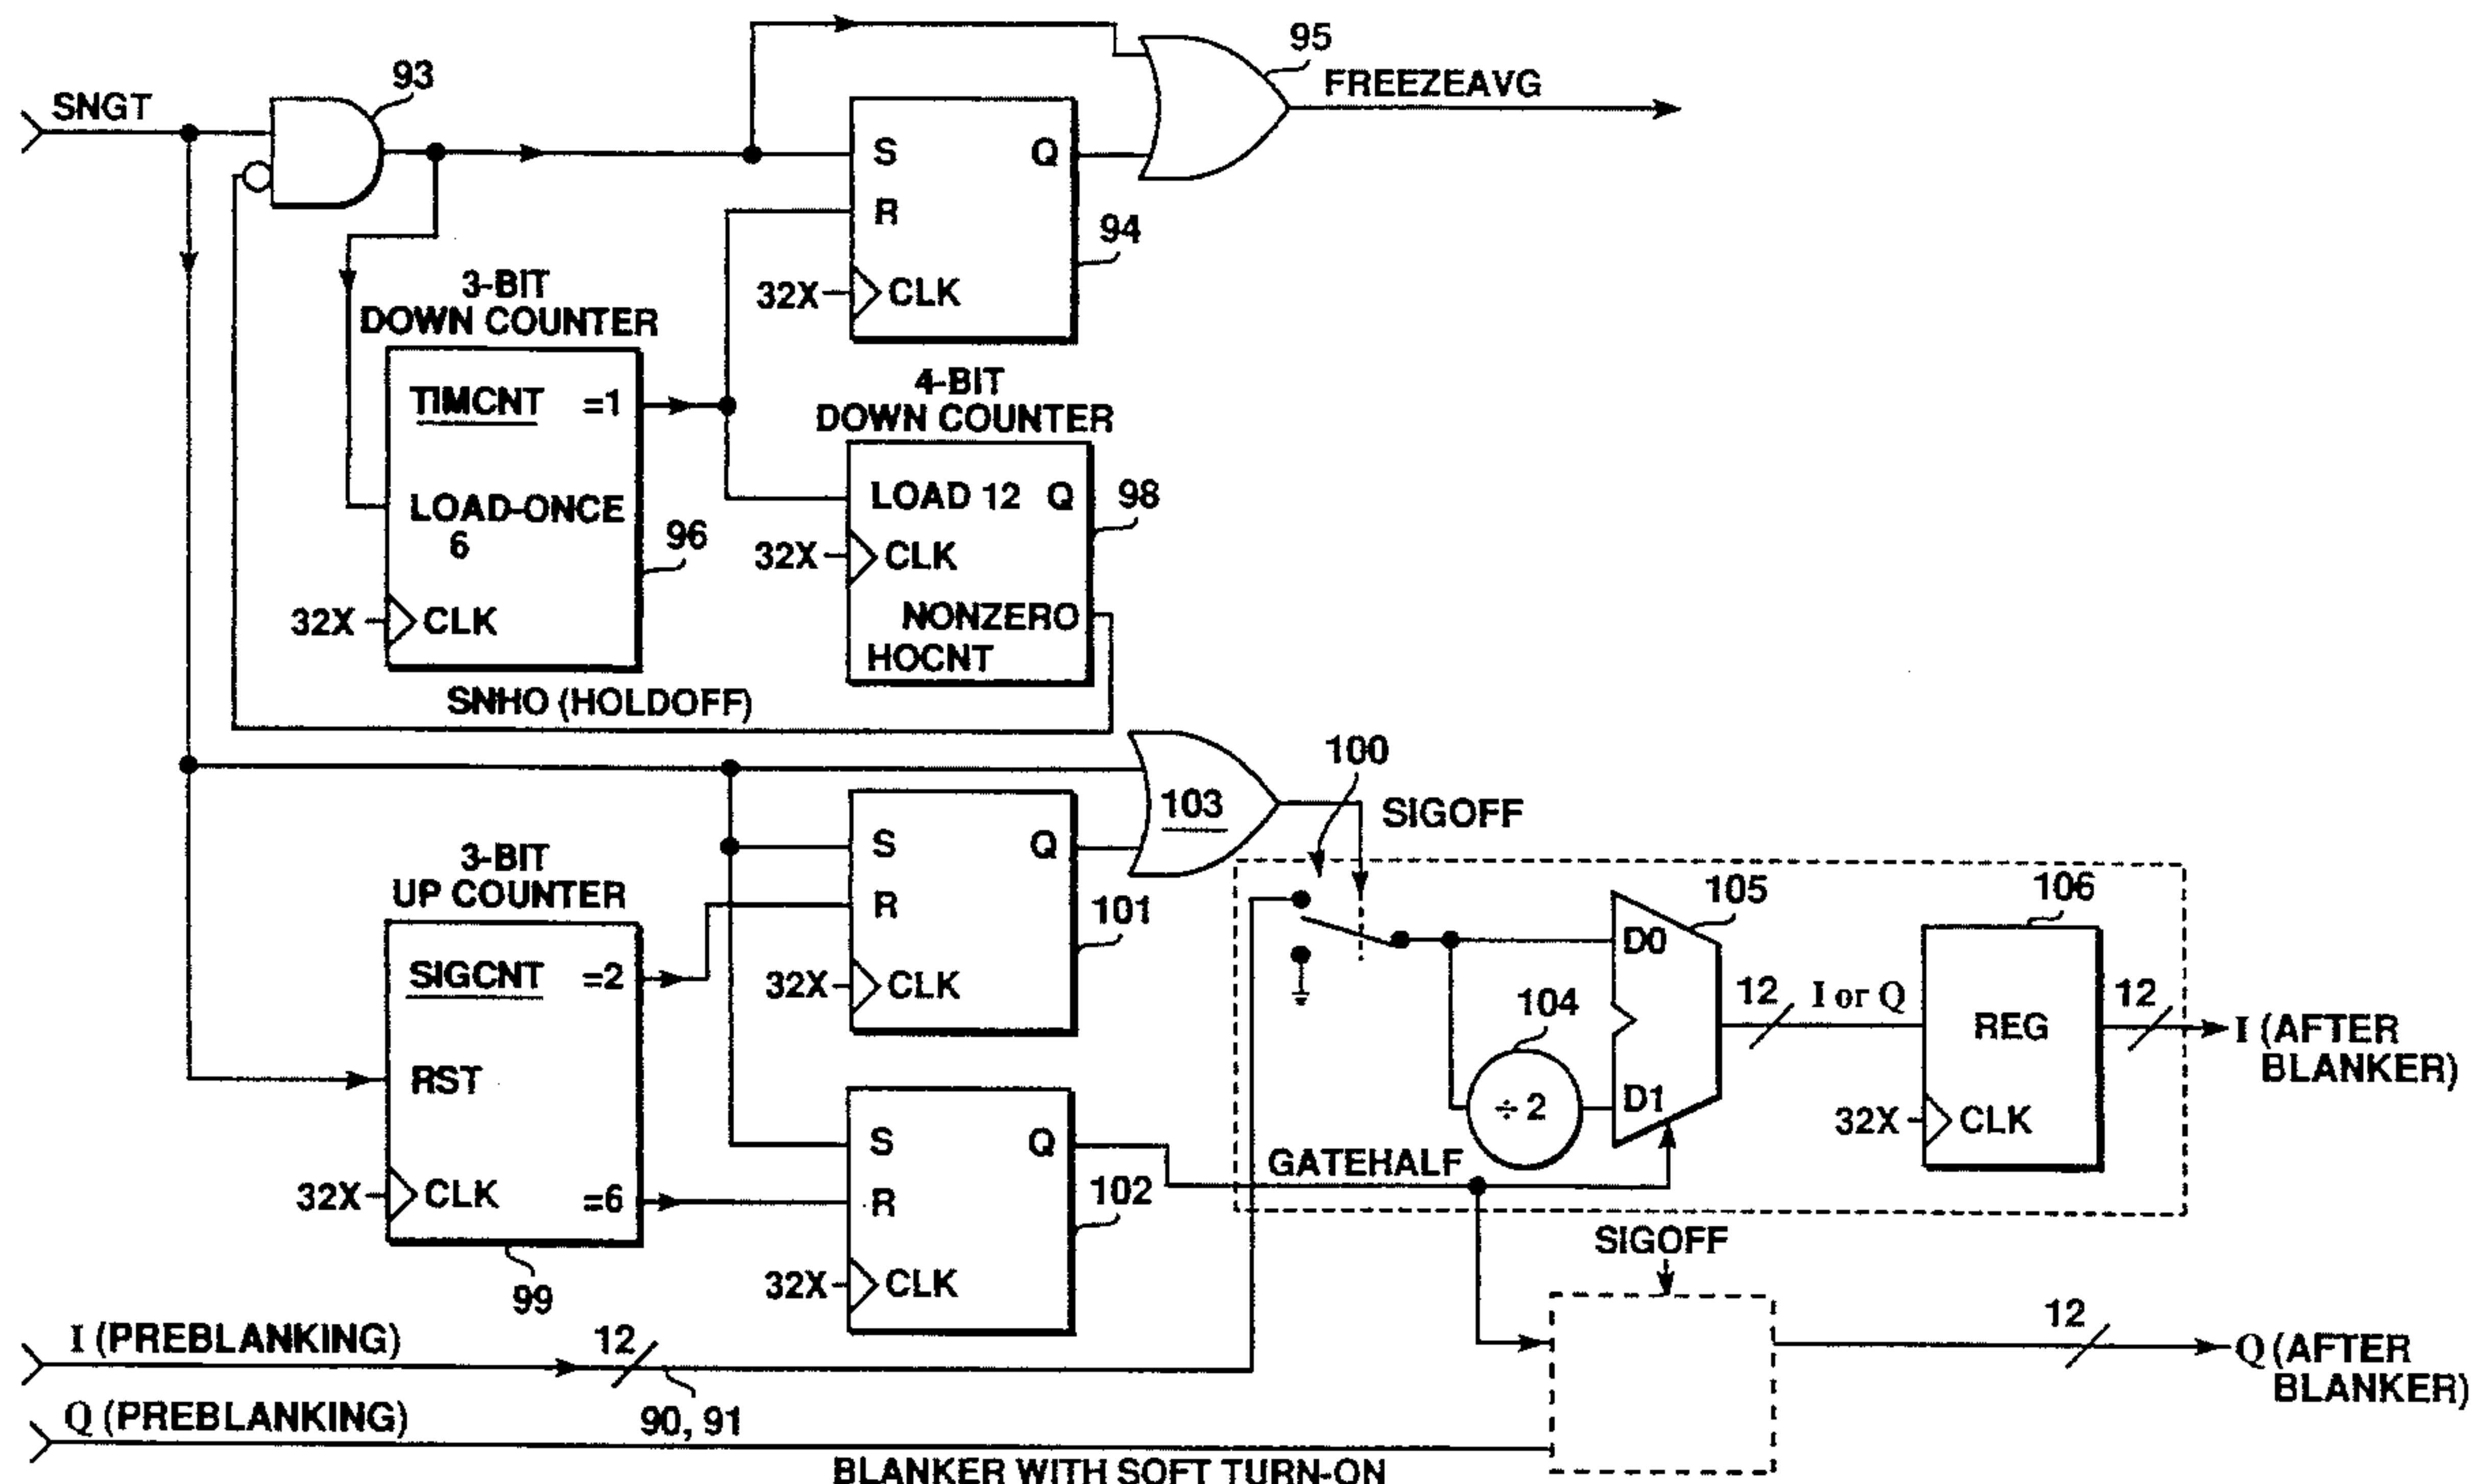 SNGT
93
95
FREEZEAVG
S
Q
R
94
32X
CLK
3-BIT
DOWN COUNTER
TIMCNT
=1
LOAD-ONCE
6
96
32X
CLK
4-BIT
DOWN COUNTER
LOAD 12
Q
98
32X
CLK
NONZERO
HOCNT
SNHO (HOLDOFF)
103
100
SIGOFF
3-BIT
UP COUNTER
SIGCNT
=2
RST
32X
CLK
=6
99
S
Q
R
101
32X
CLK
S
Q
R
102
32X
CLK
GATEHALF
D0
105
104
÷2
D1
12
I or Q
106
REG
32X
CLK
12
I (AFTER
BLANKER)
SIGOFF
I (PREBLANKING)
12
90, 91
Q (PREBLANKING)
12
Q (AFTER
BLANKER)
BLANKER WITH SOFT TURN-ON